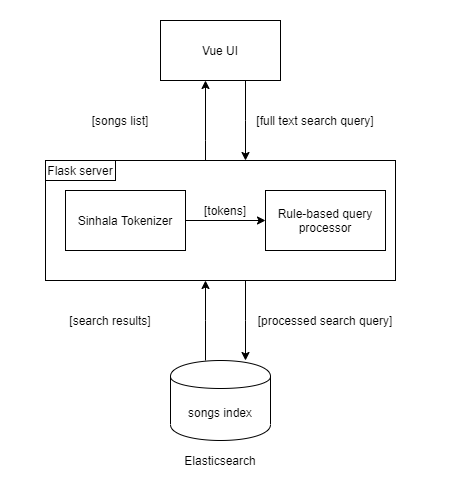 Vue UI
[songs list]
[full text search query]
Flask server
Sinhala Tokenizer
[tokens]
Rule-based query
processor
[search results]
[processed search query]
songs index
Elasticsearch